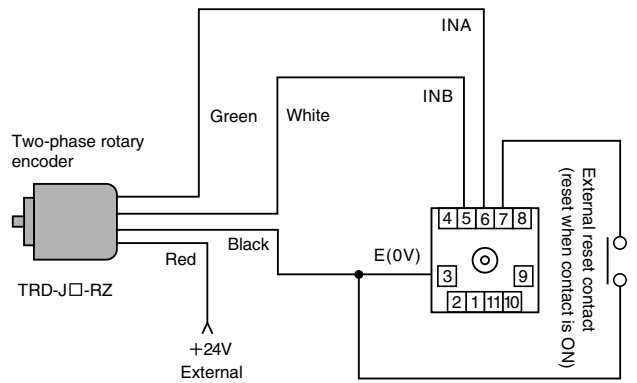 INA
INB
Green
White
Two-phase rotary
encoder
Black
Red
E(0V)
TRD-J□-RZ
+24V
External
4 5 6 7 8
3 9
2 1 11 10
External reset contact
(reset when contact is ON)